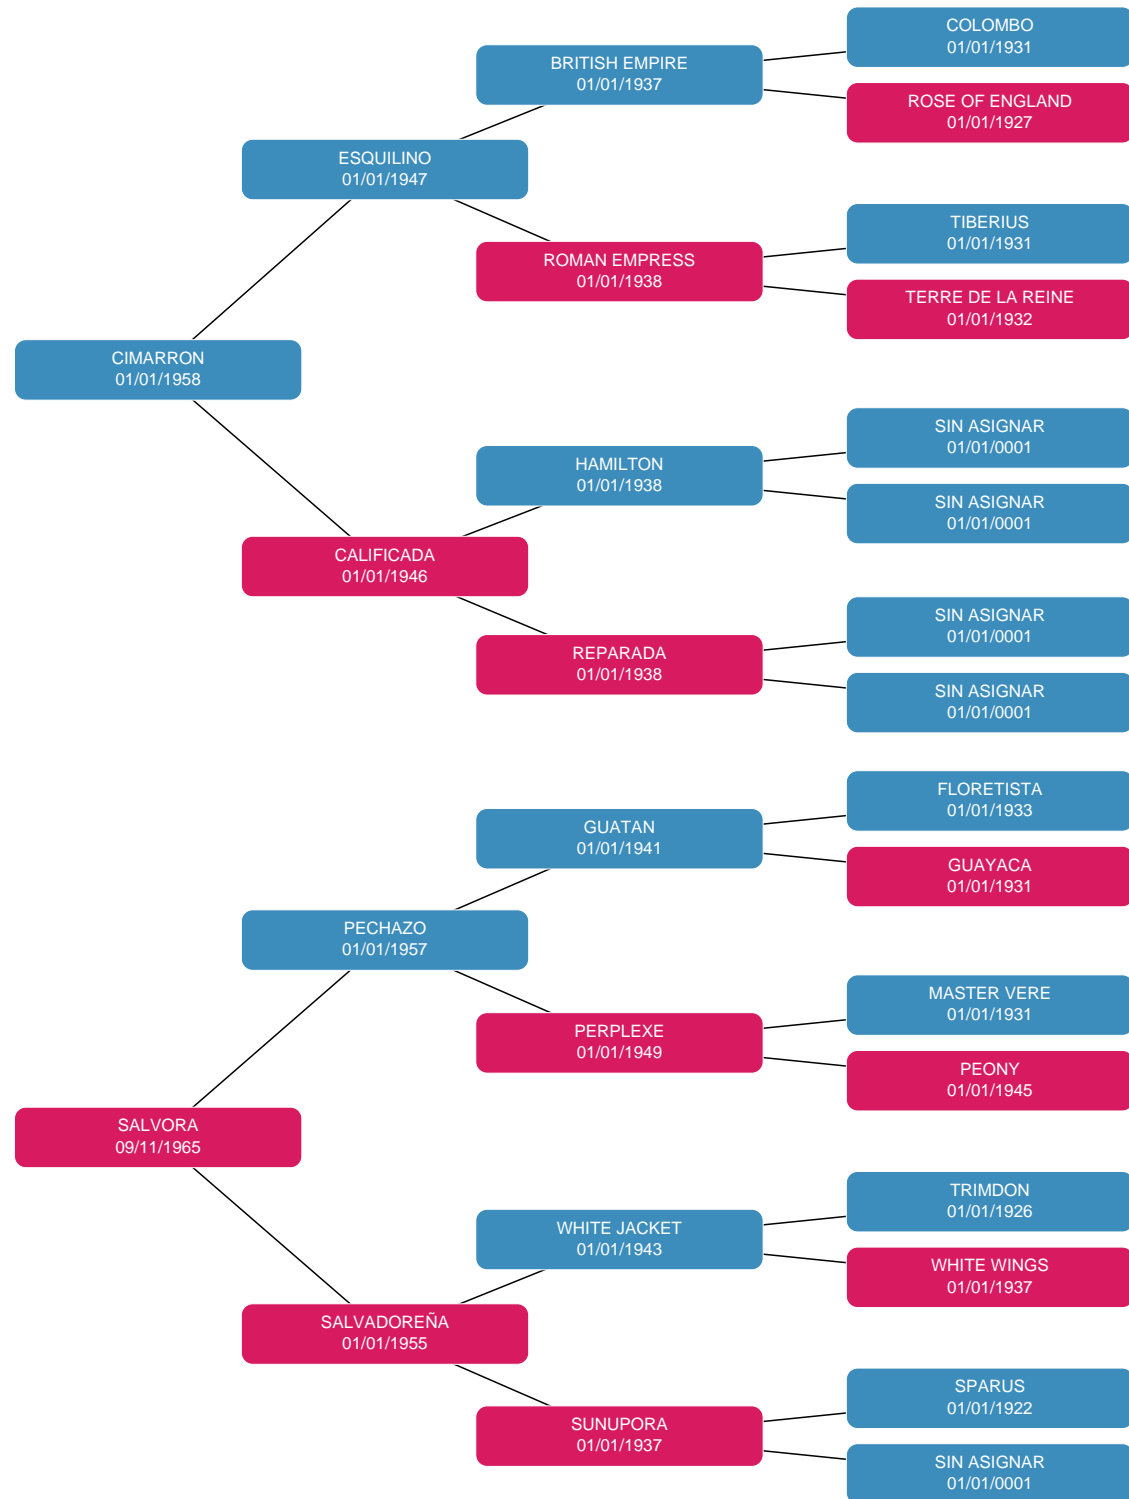 COLOMBO
01/01/1931
BRITISH EMPIRE
01/01/1937
ROSE OF ENGLAND
01/01/1927
ESQUILINO
01/01/1947
TIBERIUS
01/01/1931
ROMAN EMPRESS
01/01/1938
TERRE DE LA REINE
01/01/1932
CIMARRON
01/01/1958
SIN ASIGNAR
01/01/0001
HAMILTON
01/01/1938
SIN ASIGNAR
01/01/0001
CALIFICADA
01/01/1946
SIN ASIGNAR
01/01/0001
REPARADA
01/01/1938
SIN ASIGNAR
01/01/0001
FLORETISTA
01/01/1933
GUATAN
01/01/1941
GUAYACA
01/01/1931
PECHAZO
01/01/1957
MASTER VERE
01/01/1931
PERPLEXE
01/01/1949
PEONY
01/01/1945
SALVORA
09/11/1965
TRIMDON
01/01/1926
WHITE JACKET
01/01/1943
WHITE WINGS
01/01/1937
SALVADOREÑA
01/01/1955
SPARUS
01/01/1922
SUNUPORA
01/01/1937
SIN ASIGNAR
01/01/0001